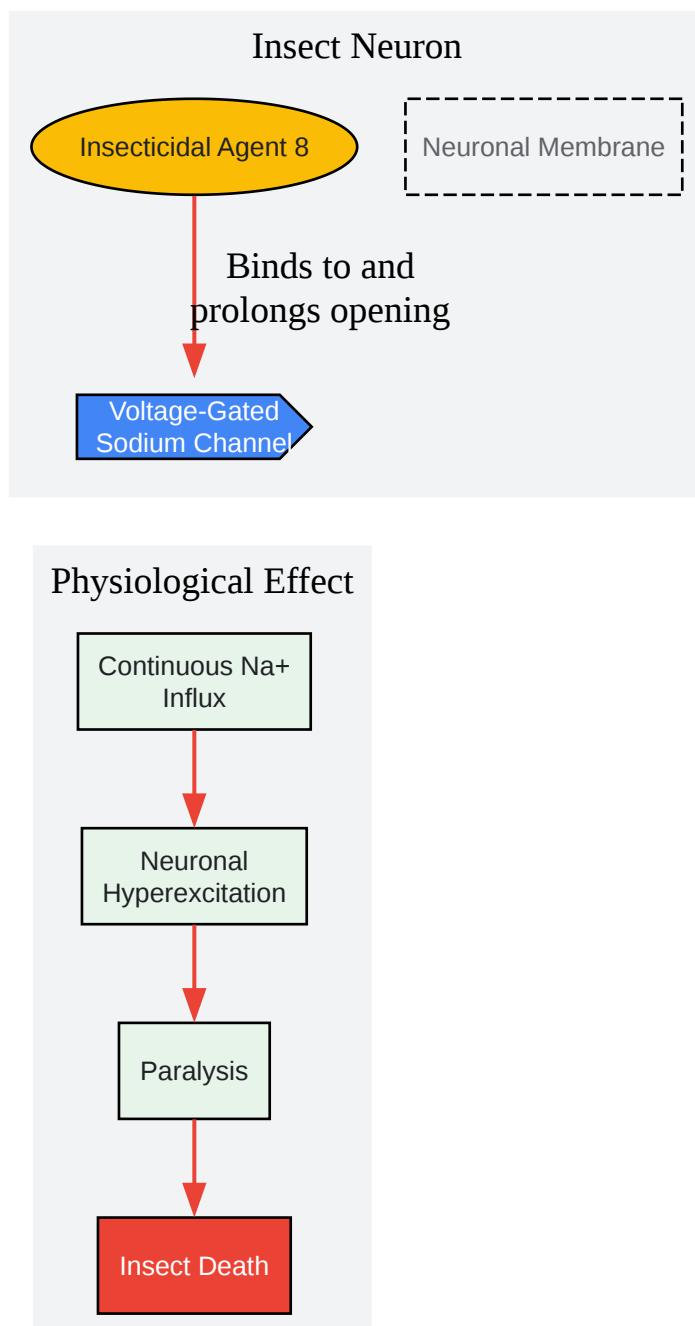 Insect Neuron
Insecticidal Agent 8
Neuronal Membrane
Binds to and
prolongs opening
Voltage-Gated
Sodium Channel
Physiological Effect
Continuous Na+
Influx
Neuronal
Hyperexcitation
Paralysis
Insect Death